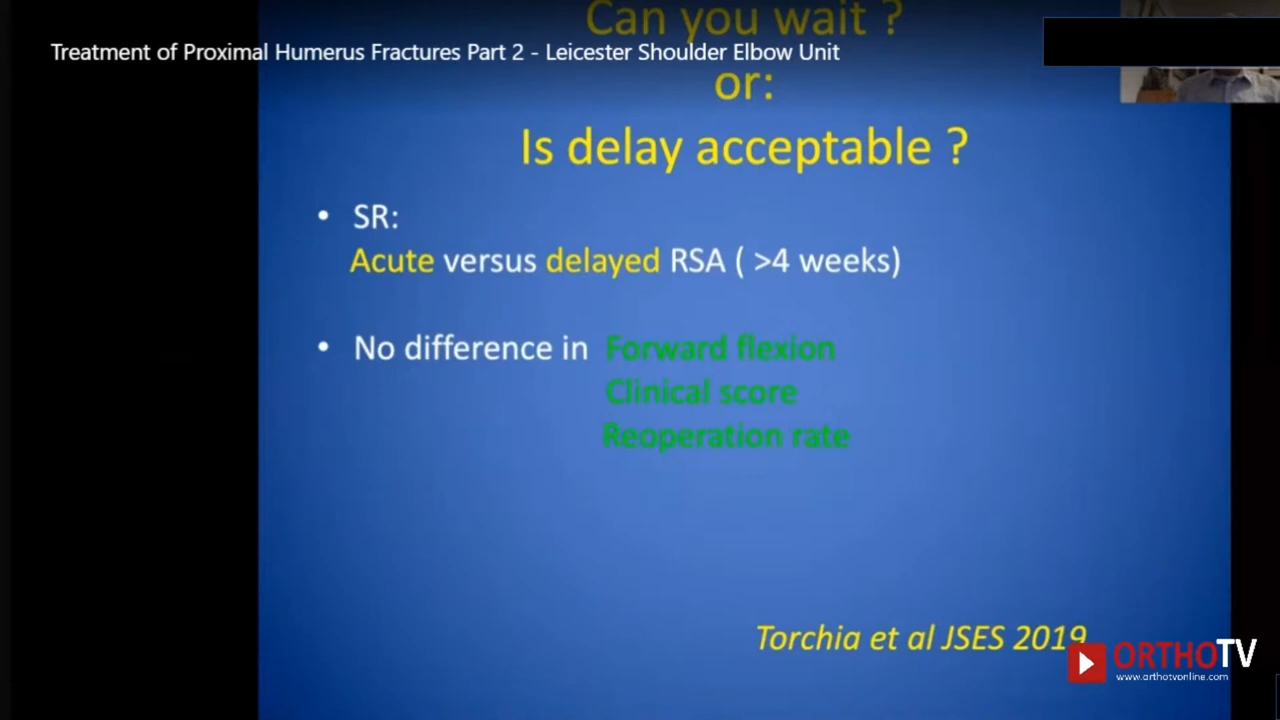 Can you wait ?
Treatment of Proximal Humerus Fractures Part 2 - Leicester Shoulder Elbow Unit
or:
Is delay acceptable ?
• SR:
Acute versus delayed RSA ( >4 weeks)
• No difference in Forward flexion
Clinical score
Reoperation rate
Torchia et al JSES 2019
ORTHOTV
www.orthotvonline.com